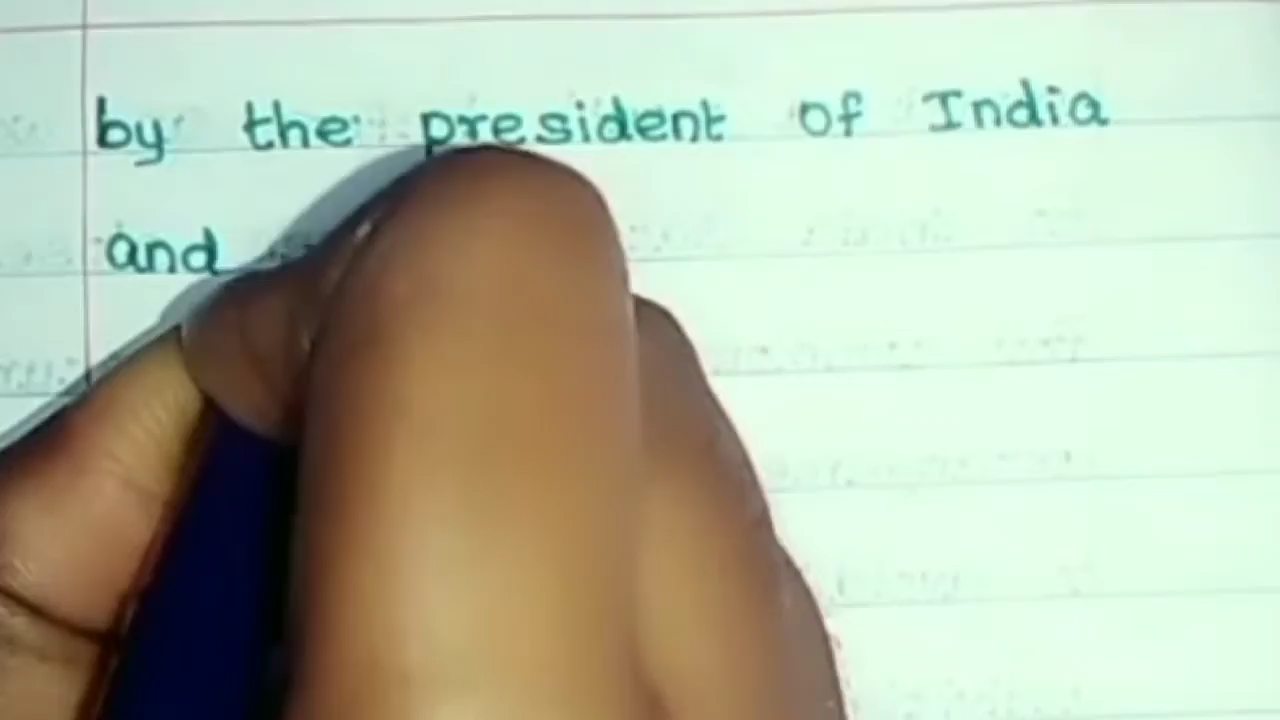 by the president of India
and